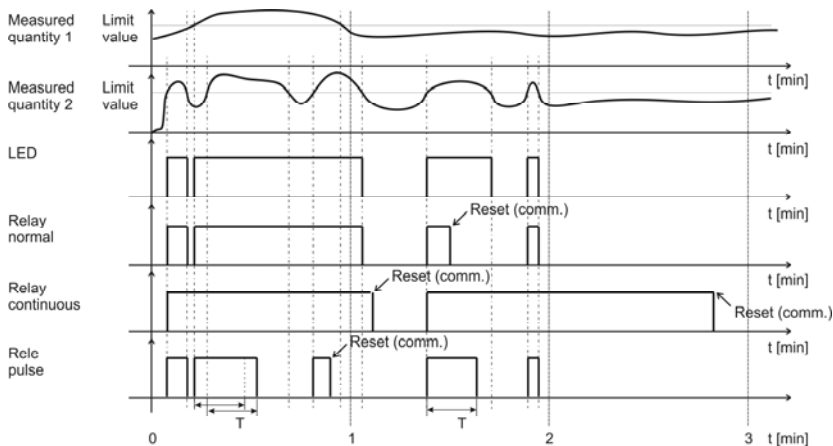 Measured quantity 1
Limit value
t [min]
Measured quantity 2
Limit value
t [min]
LED
t [min]
Relay normal
Reset (comm.)
t [min]
Relay continuous
Reset (comm.)
Reset (comm.)
t [min]
Rele pulse
Reset (comm.)
T
T
0 1 2 3 t [min]